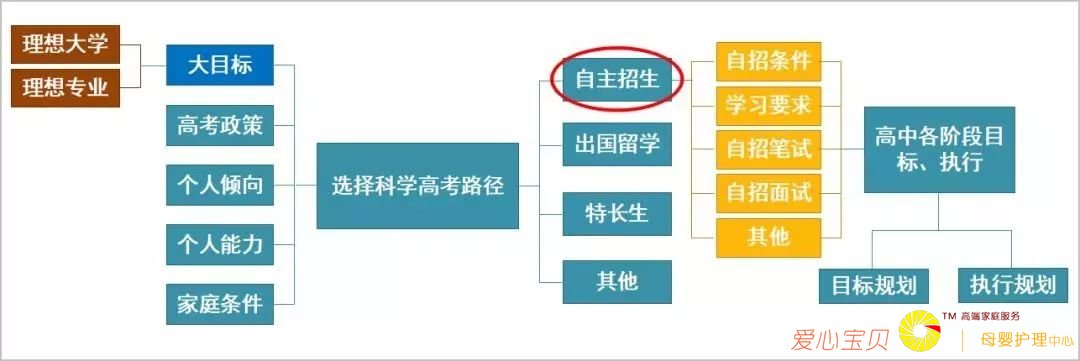 理想大学
理想专业
大目标
高考政策
个人倾向
个人能力
家庭条件
选择科学高考路径
自主招生
出国留学
特长生
其他
自招条件
学习要求
自招笔试
自招面试
其他
高中各阶段目
标、执行
目标规划
执行规划
爱心宝贝
TM 高端家庭服务
母婴护理中心